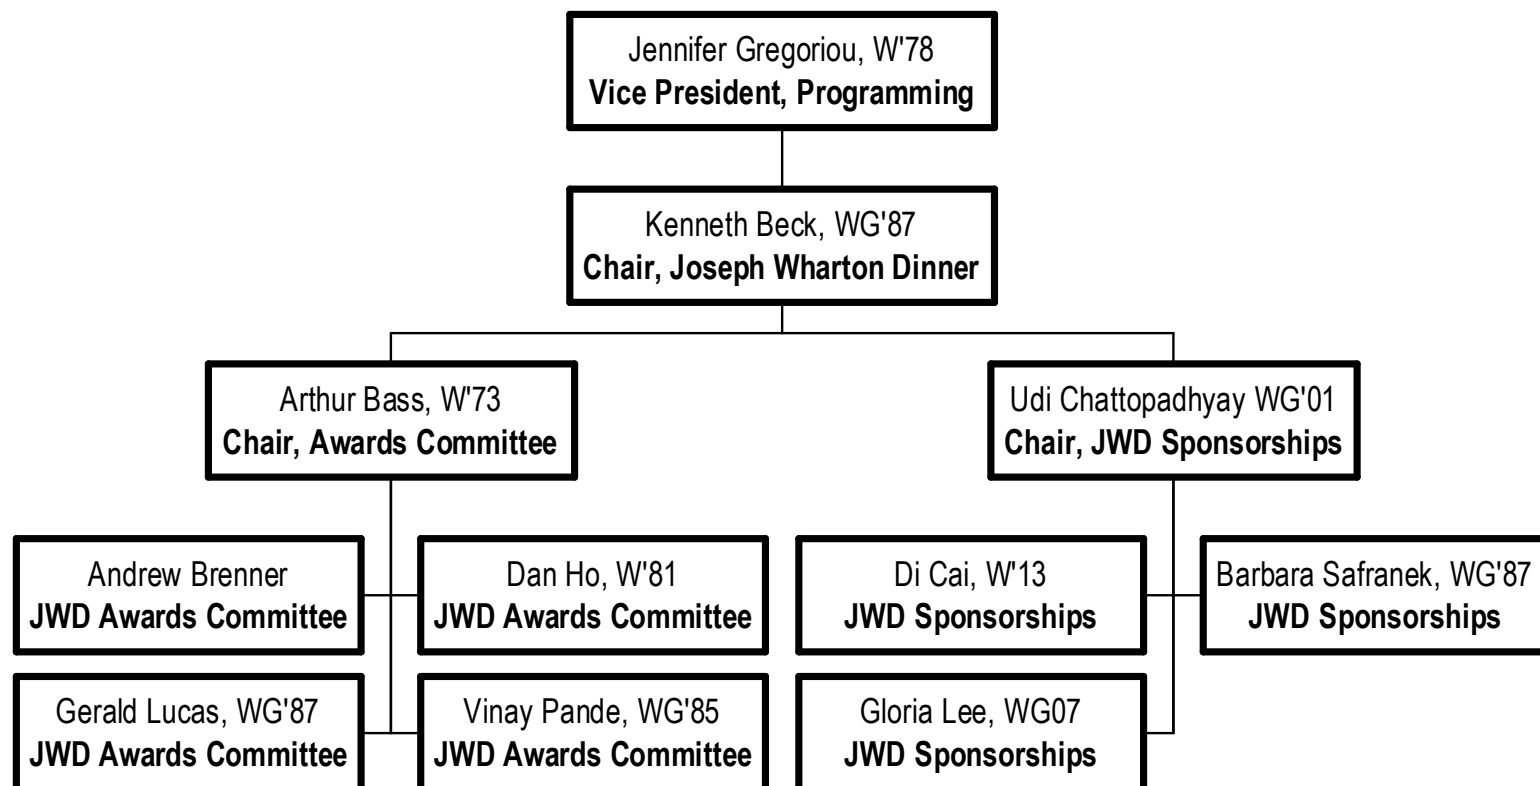 Jennifer Gregoriou, W'78
Vice President, Programming
Kenneth Beck, WG'87
Chair, Joseph Wharton Dinner
Arthur Bass, W'73
Chair, Awards Committee
Udi Chattopadhyay WG'01
Chair, JWD Sponsorships
Andrew Brenner
JWD Awards Committee
Dan Ho, W'81
JWD Awards Committee
Di Cai, W'13
JWD Sponsorships
Barbara Safranek, WG'87
JWD Sponsorships
Gerald Lucas, WG'87
JWD Awards Committee
Vinay Pande, WG'85
JWD Awards Committee
Gloria Lee, WG07
JWD Sponsorships